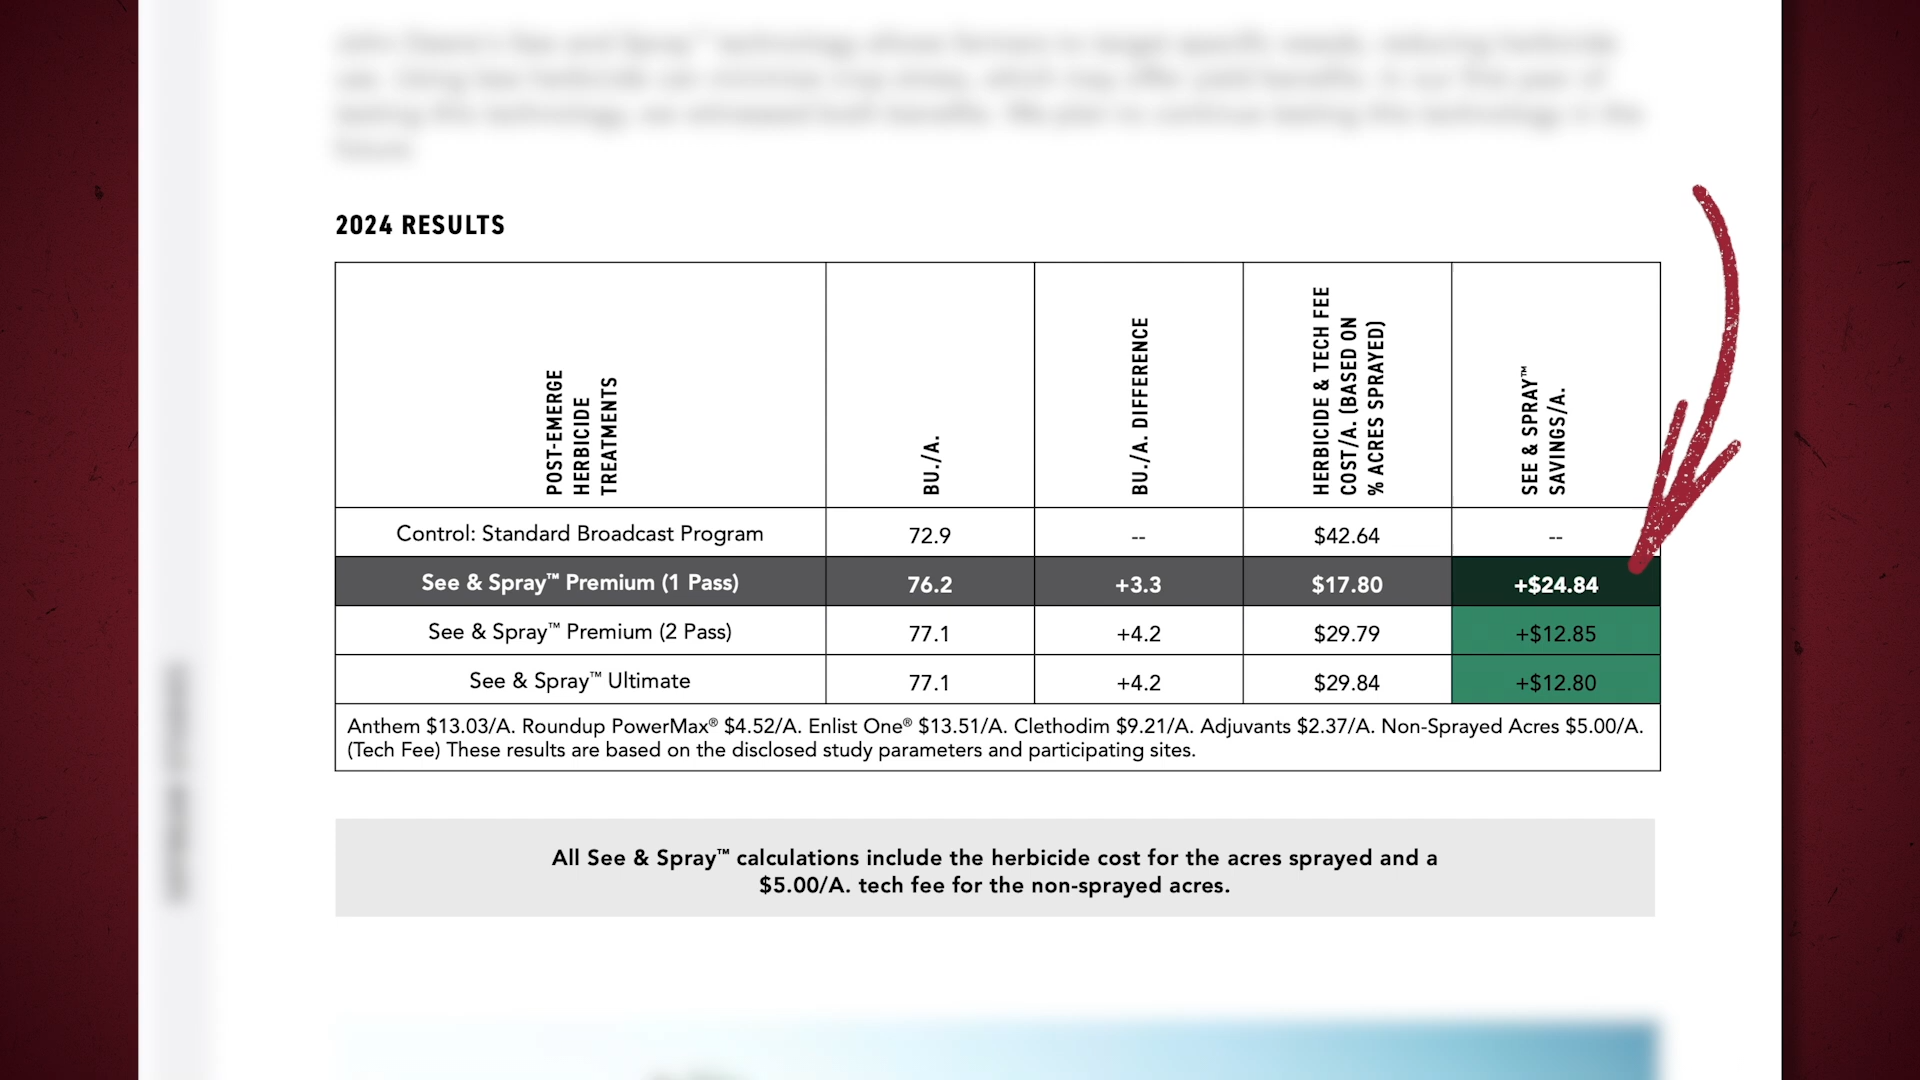 2024 RESULTS
POST-EMERGE
HERBICIDE
TREATMENTS
BU./A.
BU./A. DIFFERENCE
HERBICIDE & TECH FEE
COST/A. (BASED ON
% ACRES SPRAYED)
SEE & SPRAY™
SAVINGS/A.
Control: Standard Broadcast Program 72.9 -- $42.64 --
See & Spray™ Premium (1 Pass) 76.2 +3.3 $17.80 +$24.84
See & Spray™ Premium (2 Pass) 77.1 +4.2 $29.79 +$12.85
See & Spray™ Ultimate 77.1 +4.2 $29.84 +$12.80
Anthem $13.03/A. Roundup PowerMax® $4.52/A. Enlist One® $13.51/A. Clethodim $9.21/A. Adjuvants $2.37/A. Non-Sprayed Acres $5.00/A.
(Tech Fee) These results are based on the disclosed study parameters and participating sites.
All See & Spray™ calculations include the herbicide cost for the acres sprayed and a
$5.00/A. tech fee for the non-sprayed acres.